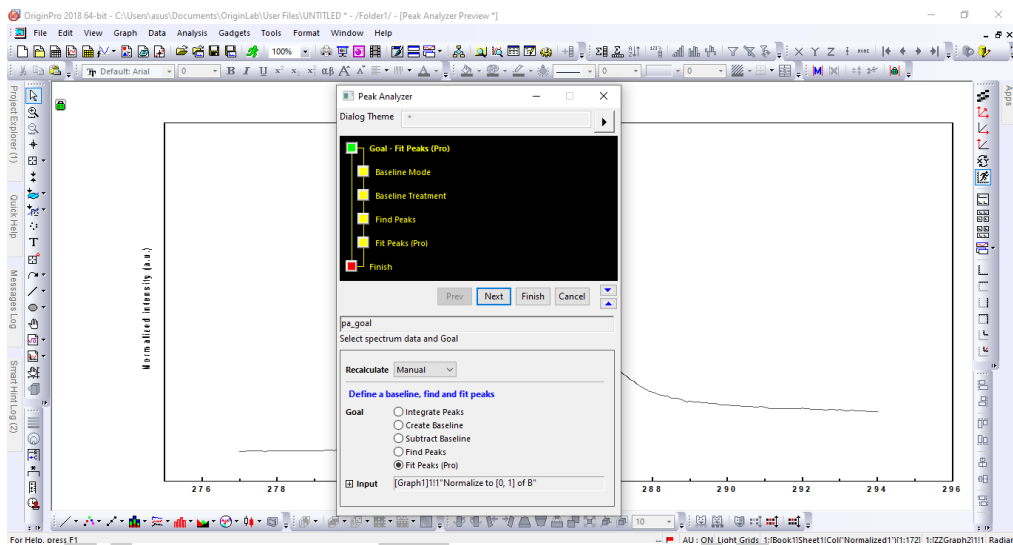 OriginPro 2018 64-bit - C:\Users\asus\Documents\OriginLab\User Files\UNTITLED * - /Folder1/ - [Peak Analyzer Preview *]
File Edit View Graph Data Analysis Gadgets Tools Format Window Help
100%
X Y Z
Default: Arial 0 B I U x² x₂ αβ 0 0
Project Explorer (1)
Quick Help
Messages Log
Smart Hint Log (2)
Apps
Peak Analyzer
Dialog Theme *
Goal - Fit Peaks (Pro)
Baseline Mode
Baseline Treatment
Find Peaks
Fit Peaks (Pro)
Finish
Prev Next Finish Cancel
pa_goal
Select spectrum data and Goal
Recalculate Manual
Define a baseline, find and fit peaks
Goal Integrate Peaks
Create Baseline
Subtract Baseline
Find Peaks
Fit Peaks (Pro)
Input [Graph1]1!1"Normalize to [0, 1] of B"
Normalized intensity (a.u.)
276 278 288 290 292 294 296
10
For Help, press F1
AU : ON Light Grids 1:[Book1]Sheet1!Col("Normalized1")[1:172] 1:[ZZGraph2]1!1 Radian